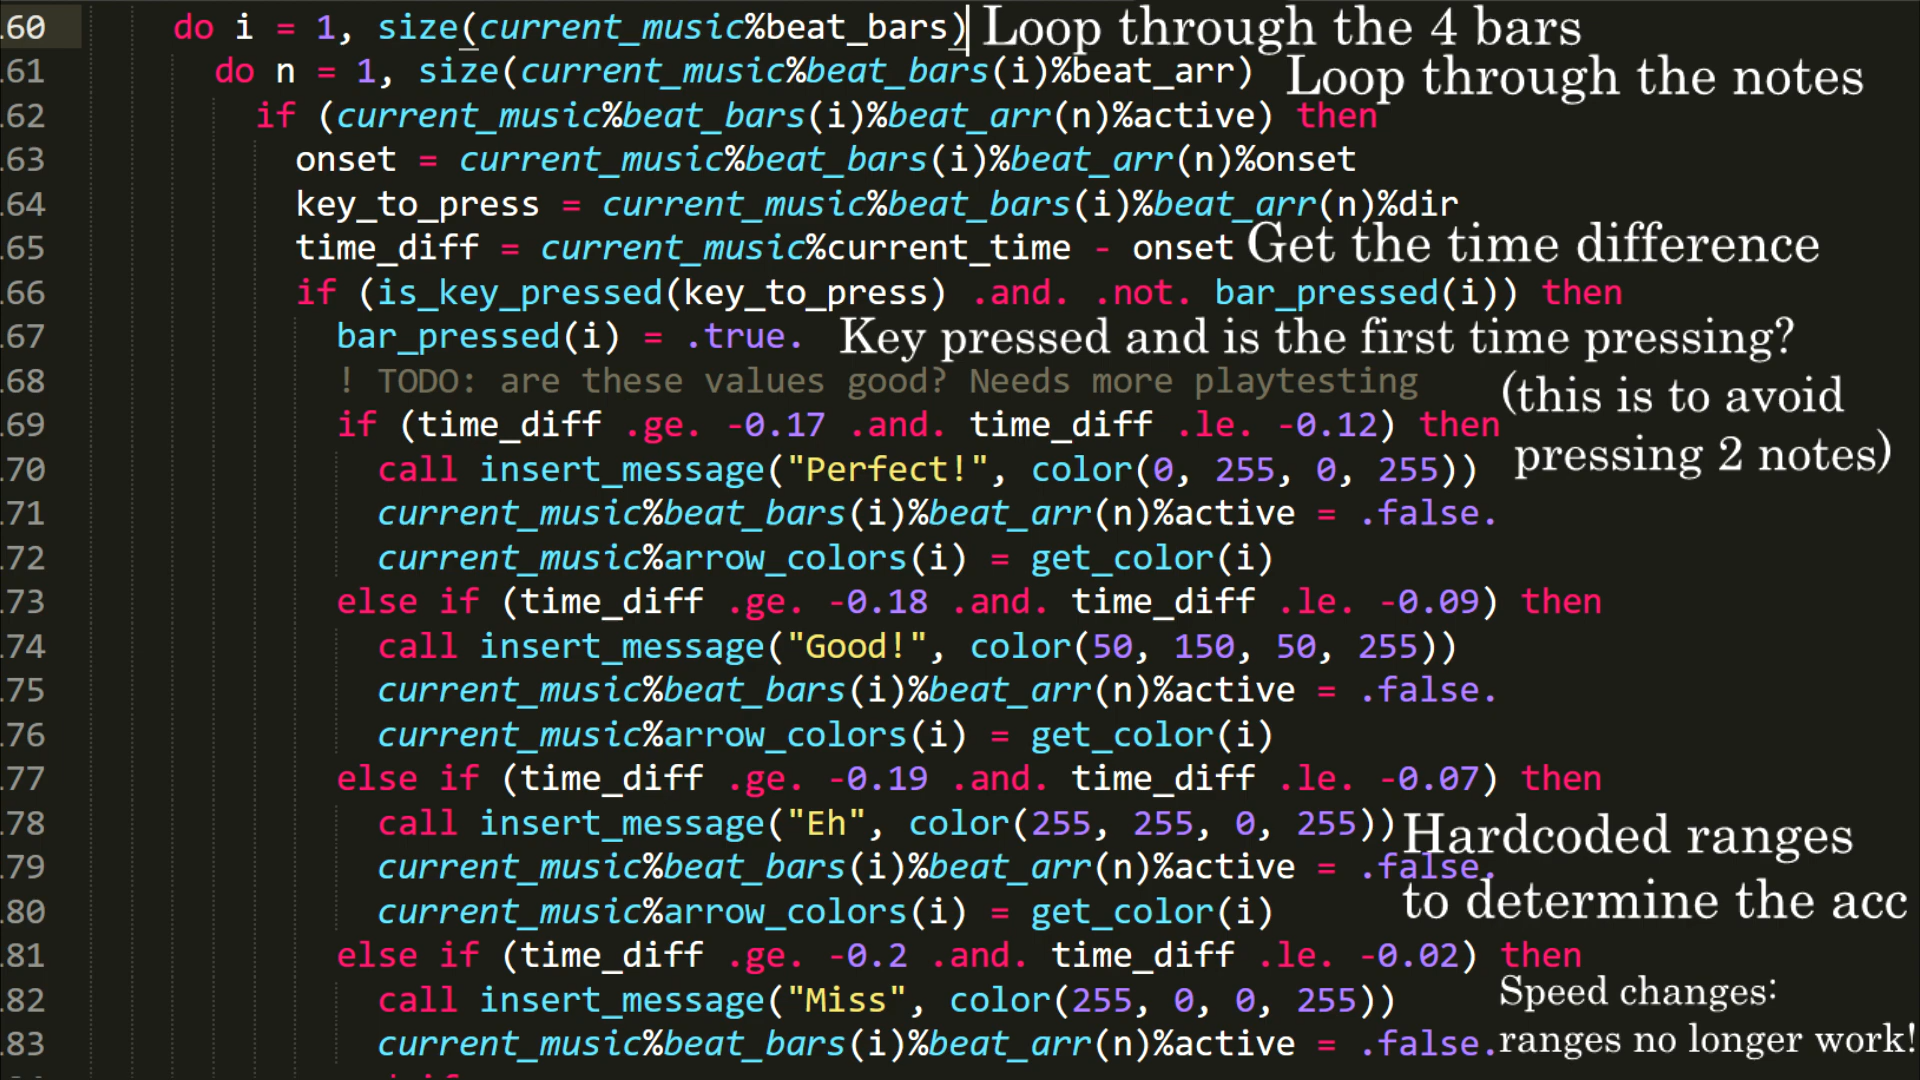 .60 do i = 1, size(current_music%beat_bars) Loop through the 4 bars
.61 do n = 1, size(current_music%beat_bars(i)%beat_arr) Loop through the notes
.62 if (current_music%beat_bars(i)%beat_arr(n)%active) then
.63 onset = current_music%beat_bars(i)%beat_arr(n)%onset
.64 key_to_press = current_music%beat_bars(i)%beat_arr(n)%dir
.65 time_diff = current_music%current_time - onset Get the time difference
.66 if (is_key_pressed(key_to_press) .and. .not. bar_pressed(i)) then
.67 bar_pressed(i) = .true. Key pressed and is the first time pressing?
.68 ! TODO: are these values good? Needs more playtesting
(this is to avoid
.69 if (time_diff .ge. -0.17 .and. time_diff .le. -0.12) then
pressing 2 notes)
.70 call insert_message("Perfect!", color(0, 255, 0, 255))
.71 current_music%beat_bars(i)%beat_arr(n)%active = .false.
.72 current_music%arrow_colors(i) = get_color(i)
.73 else if (time_diff .ge. -0.18 .and. time_diff .le. -0.09) then
.74 call insert_message("Good!", color(50, 150, 50, 255))
.75 current_music%beat_bars(i)%beat_arr(n)%active = .false.
.76 current_music%arrow_colors(i) = get_color(i)
.77 else if (time_diff .ge. -0.19 .and. time_diff .le. -0.07) then
.78 call insert_message("Eh", color(255, 255, 0, 255))
Hardcoded ranges
.79 current_music%beat_bars(i)%beat_arr(n)%active = .false.
to determine the acc
.80 current_music%arrow_colors(i) = get_color(i)
.81 else if (time_diff .ge. -0.2 .and. time_diff .le. -0.02) then
.82 call insert_message("Miss", color(255, 0, 0, 255))
Speed changes:
.83 current_music%beat_bars(i)%beat_arr(n)%active = .false.
ranges no longer work!